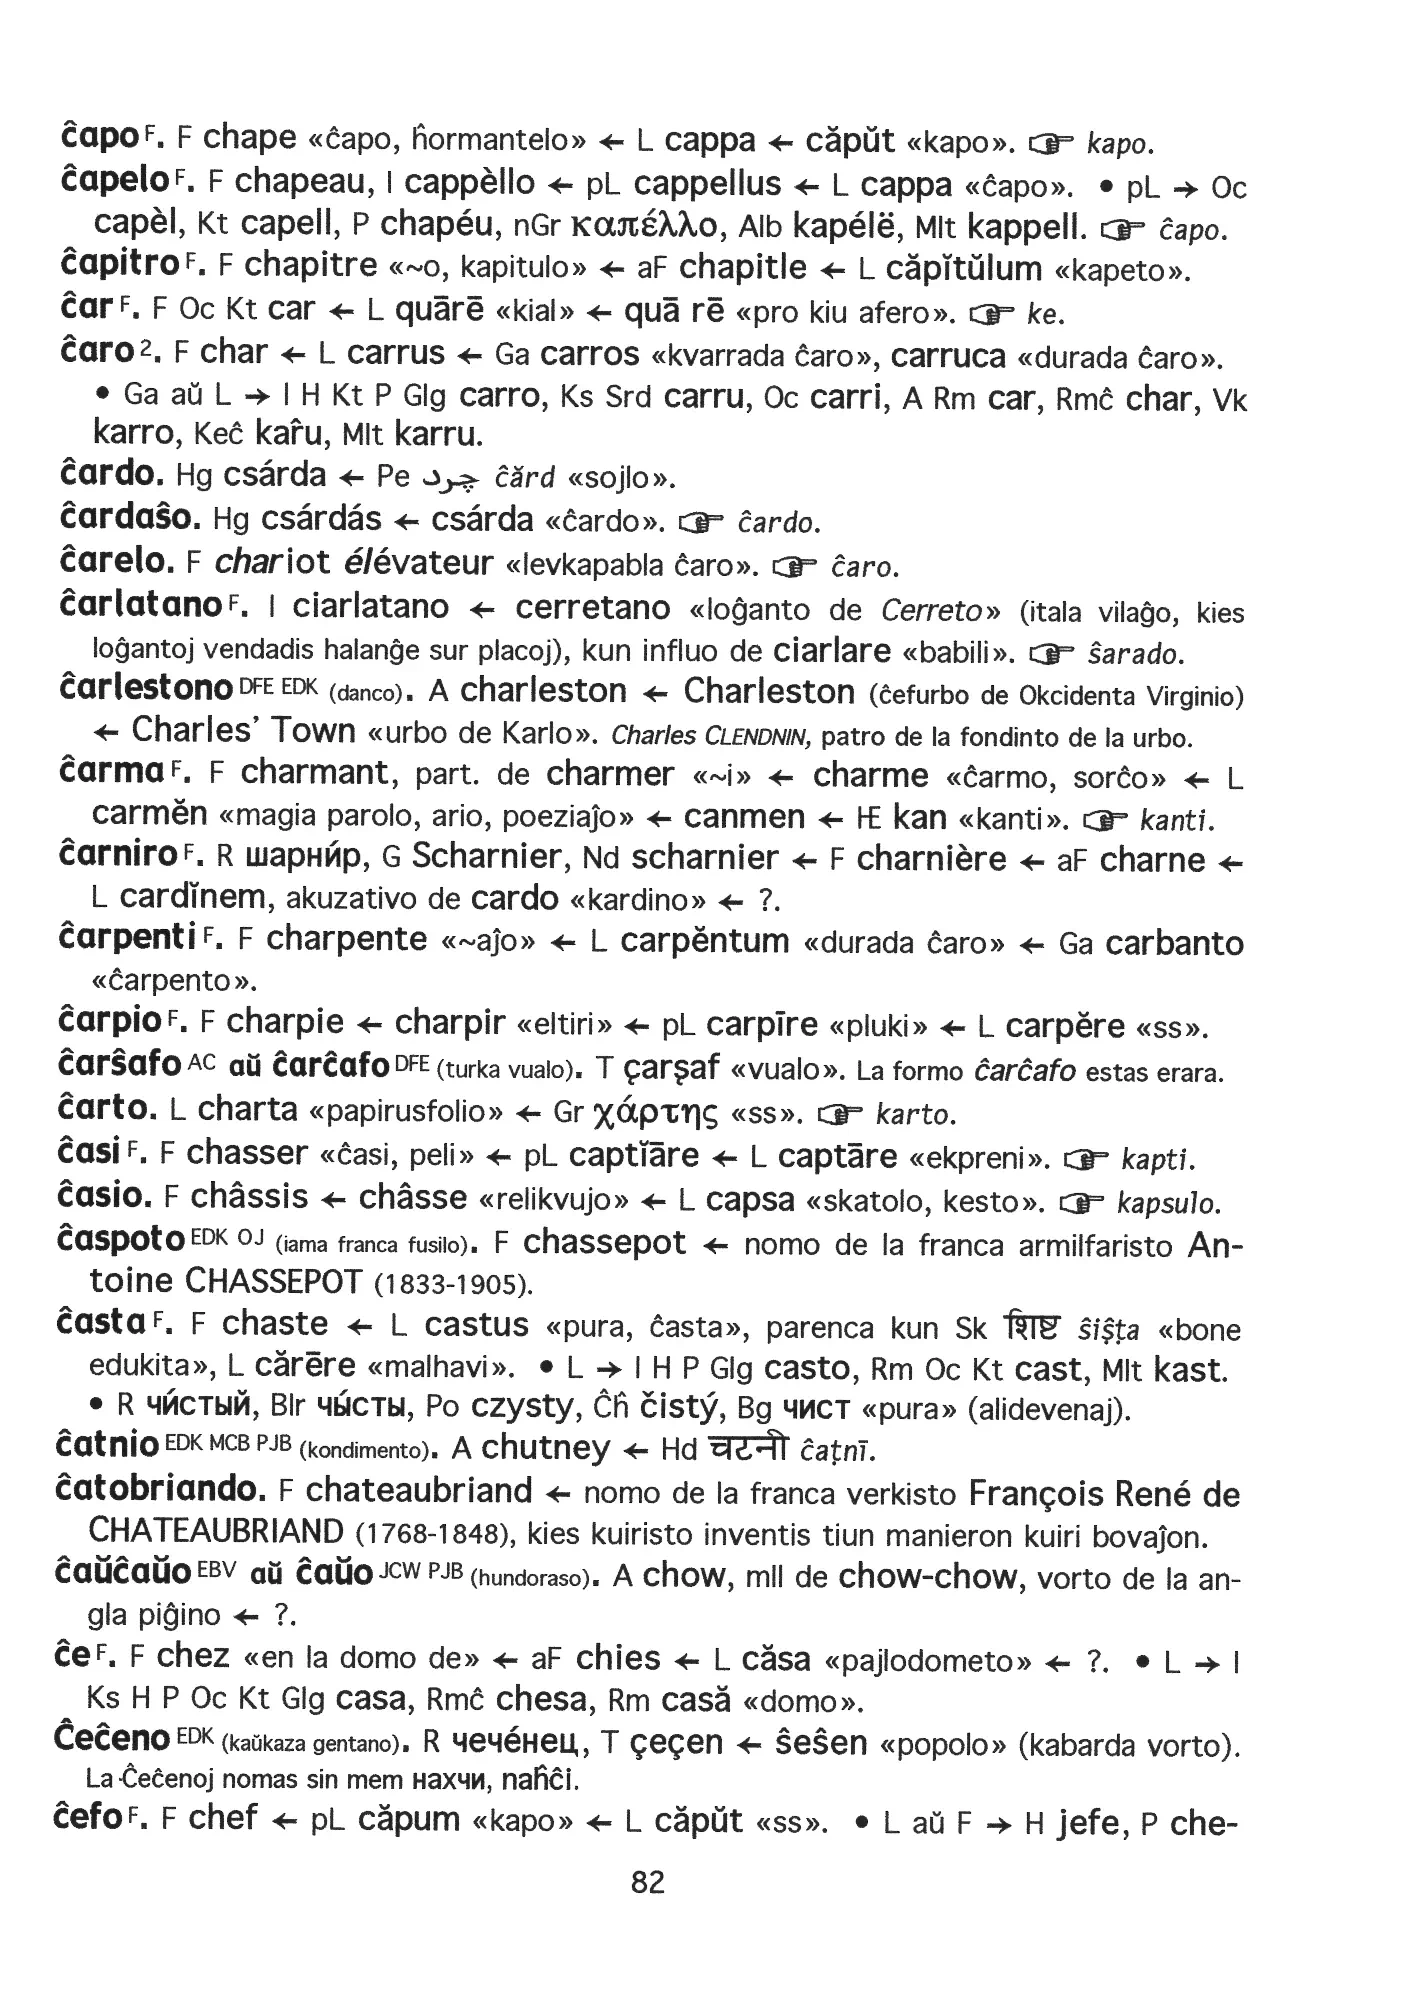 ĉapo F. F chape «ĉapo, ĥormantelo» ← L cappa ← căpŭt «kapo». ☞ kapo.
ĉapelo F. F chapeau, I cappèllo ← pL cappellus ← L cappa «ĉapo». • pL → Oc
capèl, Kt capell, P chapéu, nGr καπέλλο, Alb kapélë, Mlt kappell. ☞ ĉapo.
ĉapitro F. F chapitre «~o, kapitulo» ← aF chapitle ← L căpĭtŭlum «kapeto».
ĉar F. F Oc Kt car ← L quārē «kial» ← quā rē «pro kiu afero». ☞ ke.
ĉaro 2. F char ← L carrus ← Ga carros «kvarrada ĉaro», carruca «durada ĉaro».
• Ga aŭ L → I H Kt P Glg carro, Ks Srd carru, Oc carri, A Rm car, Rmĉ char, Vk
karro, Keĉ kar̂u, Mlt karru.
ĉardo. Hg csárda ← Pe چرد ĉărd «sojlo».
ĉardaŝo. Hg csárdás ← csárda «ĉardo». ☞ ĉardo.
ĉarelo. F chariot élévateur «levkapabla ĉaro». ☞ ĉaro.
ĉarlatano F. I ciarlatano ← cerretano «loĝanto de Cerreto» (itala vilaĝo, kies
loĝantoj vendadis halanĝe sur placoj), kun influo de ciarlare «babili». ☞ ŝarado.
ĉarlestono DFE EDK (danco). A charleston ← Charleston (ĉefurbo de Okcidenta Virginio)
← Charles’ Town «urbo de Karlo». Charles CLENDNIN, patro de la fondinto de la urbo.
ĉarma F. F charmant, part. de charmer «~i» ← charme «ĉarmo, sorĉo» ← L
carmĕn «magia parolo, ario, poeziaĵo» ← canmen ← HE kan «kanti». ☞ kanti.
ĉarniro F. R шарни́р, G Scharnier, Nd scharnier ← F charnière ← aF charne ←
L cardĭnem, akuzativo de cardo «kardino» ← ?.
ĉarpenti F. F charpente «~aĵo» ← L carpĕntum «durada ĉaro» ← Ga carbanto
«ĉarpento».
ĉarpio F. F charpie ← charpir «eltiri» ← pL carpīre «pluki» ← L carpĕre «ss».
ĉarŝafo AC aŭ ĉarĉafo DFE (turka vualo). T çarşaf «vualo». La formo ĉarĉafo estas erara.
ĉarto. L charta «papirusfolio» ← Gr χάρτης «ss». ☞ karto.
ĉasi F. F chasser «ĉasi, peli» ← pL captĭāre ← L captāre «ekpreni». ☞ kapti.
ĉasio. F châssis ← châsse «relikvujo» ← L capsa «skatolo, kesto». ☞ kapsulo.
ĉaspoto EDK OJ (iama franca fusilo). F chassepot ← nomo de la franca armilfaristo An-
toine CHASSEPOT (1833-1905).
ĉasta F. F chaste ← L castus «pura, ĉasta», parenca kun Sk शिष्ट ŝiṣṭa «bone
edukita», L cărēre «malhavi». • L → I H P Glg casto, Rm Oc Kt cast, Mlt kast.
• R чи́стый, Blr чы́сты, Po czysty, Ĉĥ čistý, Bg чист «pura» (alidevenaj).
ĉatnio EDK MCB PJB (kondimento). A chutney ← Hd चटनी ĉaṭnī.
ĉatobriando. F chateaubriand ← nomo de la franca verkisto François René de
CHATEAUBRIAND (1768-1848), kies kuiristo inventis tiun manieron kuiri bovaĵon.
ĉaŭĉaŭo EBV aŭ ĉaŭo JCW PJB (hundoraso). A chow, mll de chow-chow, vorto de la an-
gla piĝino ← ?.
ĉe F. F chez «en la domo de» ← aF chies ← L căsa «pajlodometo» ← ?. • L → I
Ks H P Oc Kt Glg casa, Rmĉ chesa, Rm casă «domo».
Ĉeĉeno EDK (kaŭkaza gentano). R чече́нец, T çeçen ← ŝeŝen «popolo» (kabarda vorto).
La Ĉeĉenoj nomas sin mem нахчи, naĥĉi.
ĉefo F. F chef ← pL căpum «kapo» ← L căpŭt «ss». • L aŭ F → H jefe, P che-
82